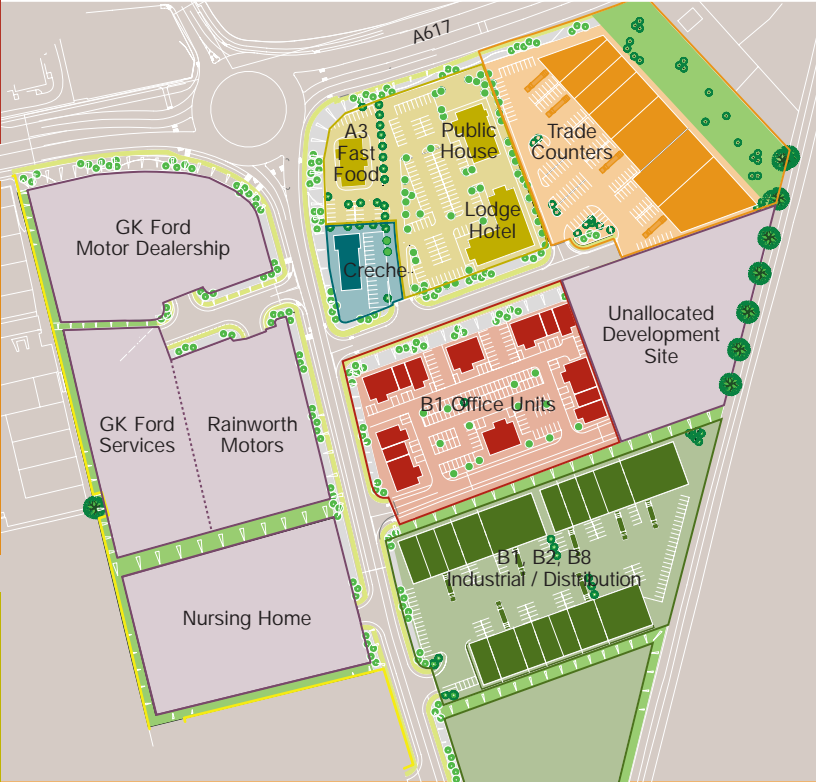 A617
A3
Fast
Food
Public
House
Trade
Counters
Lodge
Hotel
GK Ford
Motor Dealership
Creche
Unallocated
Development
Site
GK Ford
Services
Rainworth
Motors
B1 Office Units
B1, B2, B8
Industrial / Distribution
Nursing Home